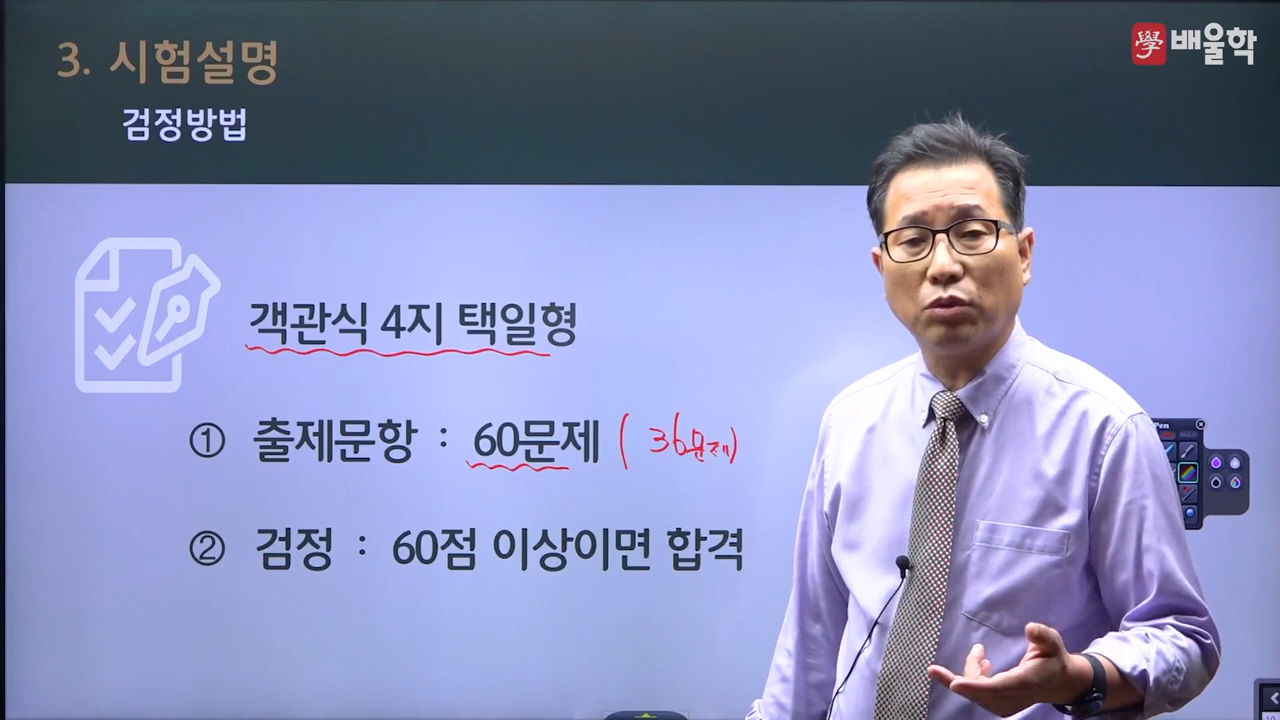 3. 시험설명
學 배울학
검정방법
객관식 4지 택일형
① 출제문항 : 60문제 ( 36문제)
② 검정 : 60점 이상이면 합격
Pen